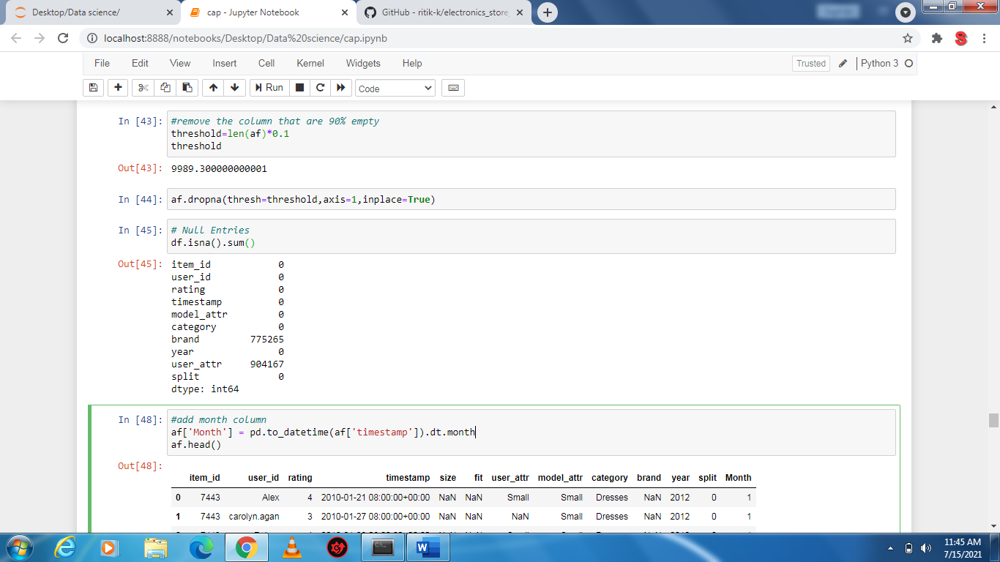 Desktop/Data science/
cap - Jupyter Notebook
GitHub - ritik-k/electronics_store
localhost:8888/notebooks/Desktop/Data%20science/cap.ipynb
File Edit View Insert Cell Kernel Widgets Help
Trusted
Python 3
Run
Code
In [43]:
#remove the column that are 90% empty
threshold=len(af)*0.1
threshold
Out[43]: 9989.300000000001
In [44]: af.dropna(thresh=threshold,axis=1,inplace=True)
In [45]: # Null Entries
df.isna().sum()
Out[45]: item_id 0
user_id 0
rating 0
timestamp 0
model_attr 0
category 0
brand 775265
year 0
user_attr 904167
split 0
dtype: int64
In [48]: #add month column
af['Month'] = pd.to_datetime(af['timestamp']).dt.month
af.head()
Out[48]:
item_id user_id rating timestamp size fit user_attr model_attr category brand year split Month
0 7443 Alex 4 2010-01-21 08:00:00+00:00 NaN NaN Small Small Dresses NaN 2012 0 1
1 7443 carolyn.agan 3 2010-01-27 08:00:00+00:00 NaN NaN NaN Small Dresses NaN 2012 0 1
11:45 AM
7/15/2021